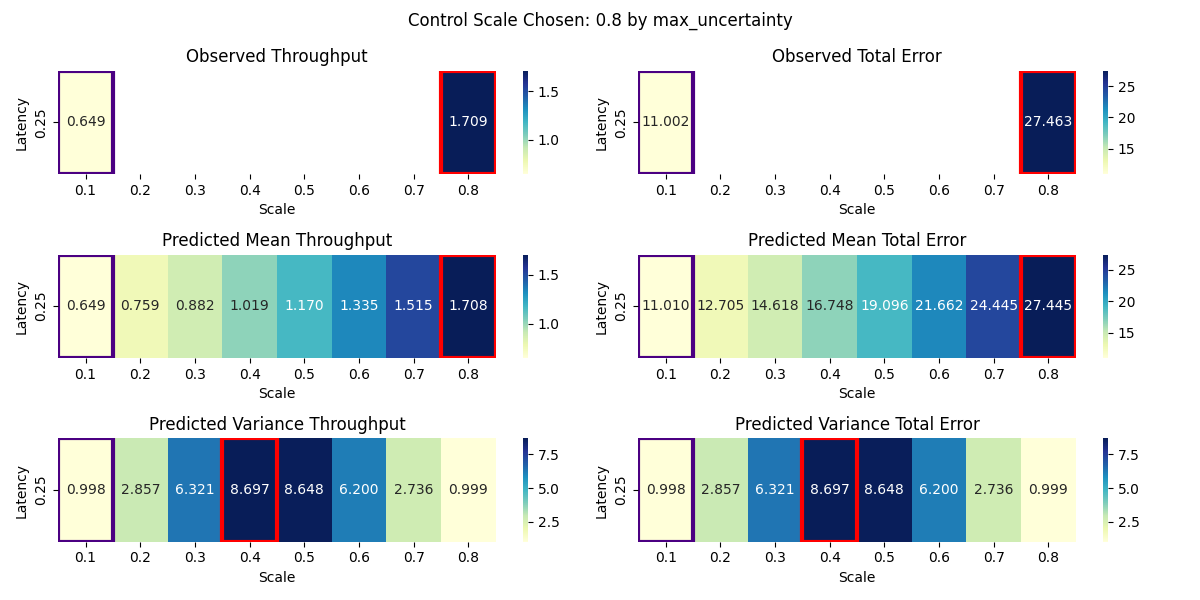 Control Scale Chosen: 0.8 by max_uncertainty
Observed Throughput
Latency
0.25
0.649
1.709
1.5
1.0
0.1 0.2 0.3 0.4 0.5 0.6 0.7 0.8
Scale
Observed Total Error
Latency
0.25
11.002
27.463
25
20
15
0.1 0.2 0.3 0.4 0.5 0.6 0.7 0.8
Scale
Predicted Mean Throughput
Latency
0.25
0.649 0.759 0.882 1.019 1.170 1.335 1.515 1.708
1.5
1.0
0.1 0.2 0.3 0.4 0.5 0.6 0.7 0.8
Scale
Predicted Mean Total Error
Latency
0.25
11.010 12.705 14.618 16.748 19.096 21.662 24.445 27.445
25
20
15
0.1 0.2 0.3 0.4 0.5 0.6 0.7 0.8
Scale
Predicted Variance Throughput
Latency
0.25
0.998 2.857 6.321 8.697 8.648 6.200 2.736 0.999
7.5
5.0
2.5
0.1 0.2 0.3 0.4 0.5 0.6 0.7 0.8
Scale
Predicted Variance Total Error
Latency
0.25
0.998 2.857 6.321 8.697 8.648 6.200 2.736 0.999
7.5
5.0
2.5
0.1 0.2 0.3 0.4 0.5 0.6 0.7 0.8
Scale